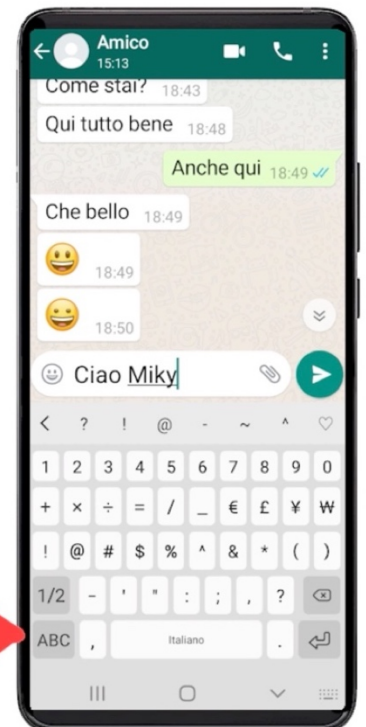 Amico
15:13
Come stai? 18:43
Qui tutto bene 18:48
Anche qui 18:49
Che bello 18:49
😃 18:49
😃 18:50
Ciao Miky
? ! @ - ~ ^
1 2 3 4 5 6 7 8 9 0
+ × ÷ = / _ € £ ¥ ₩
! @ # $ % ^ & * ( )
1/2 - ' " : ; , ?
ABC , Italiano .